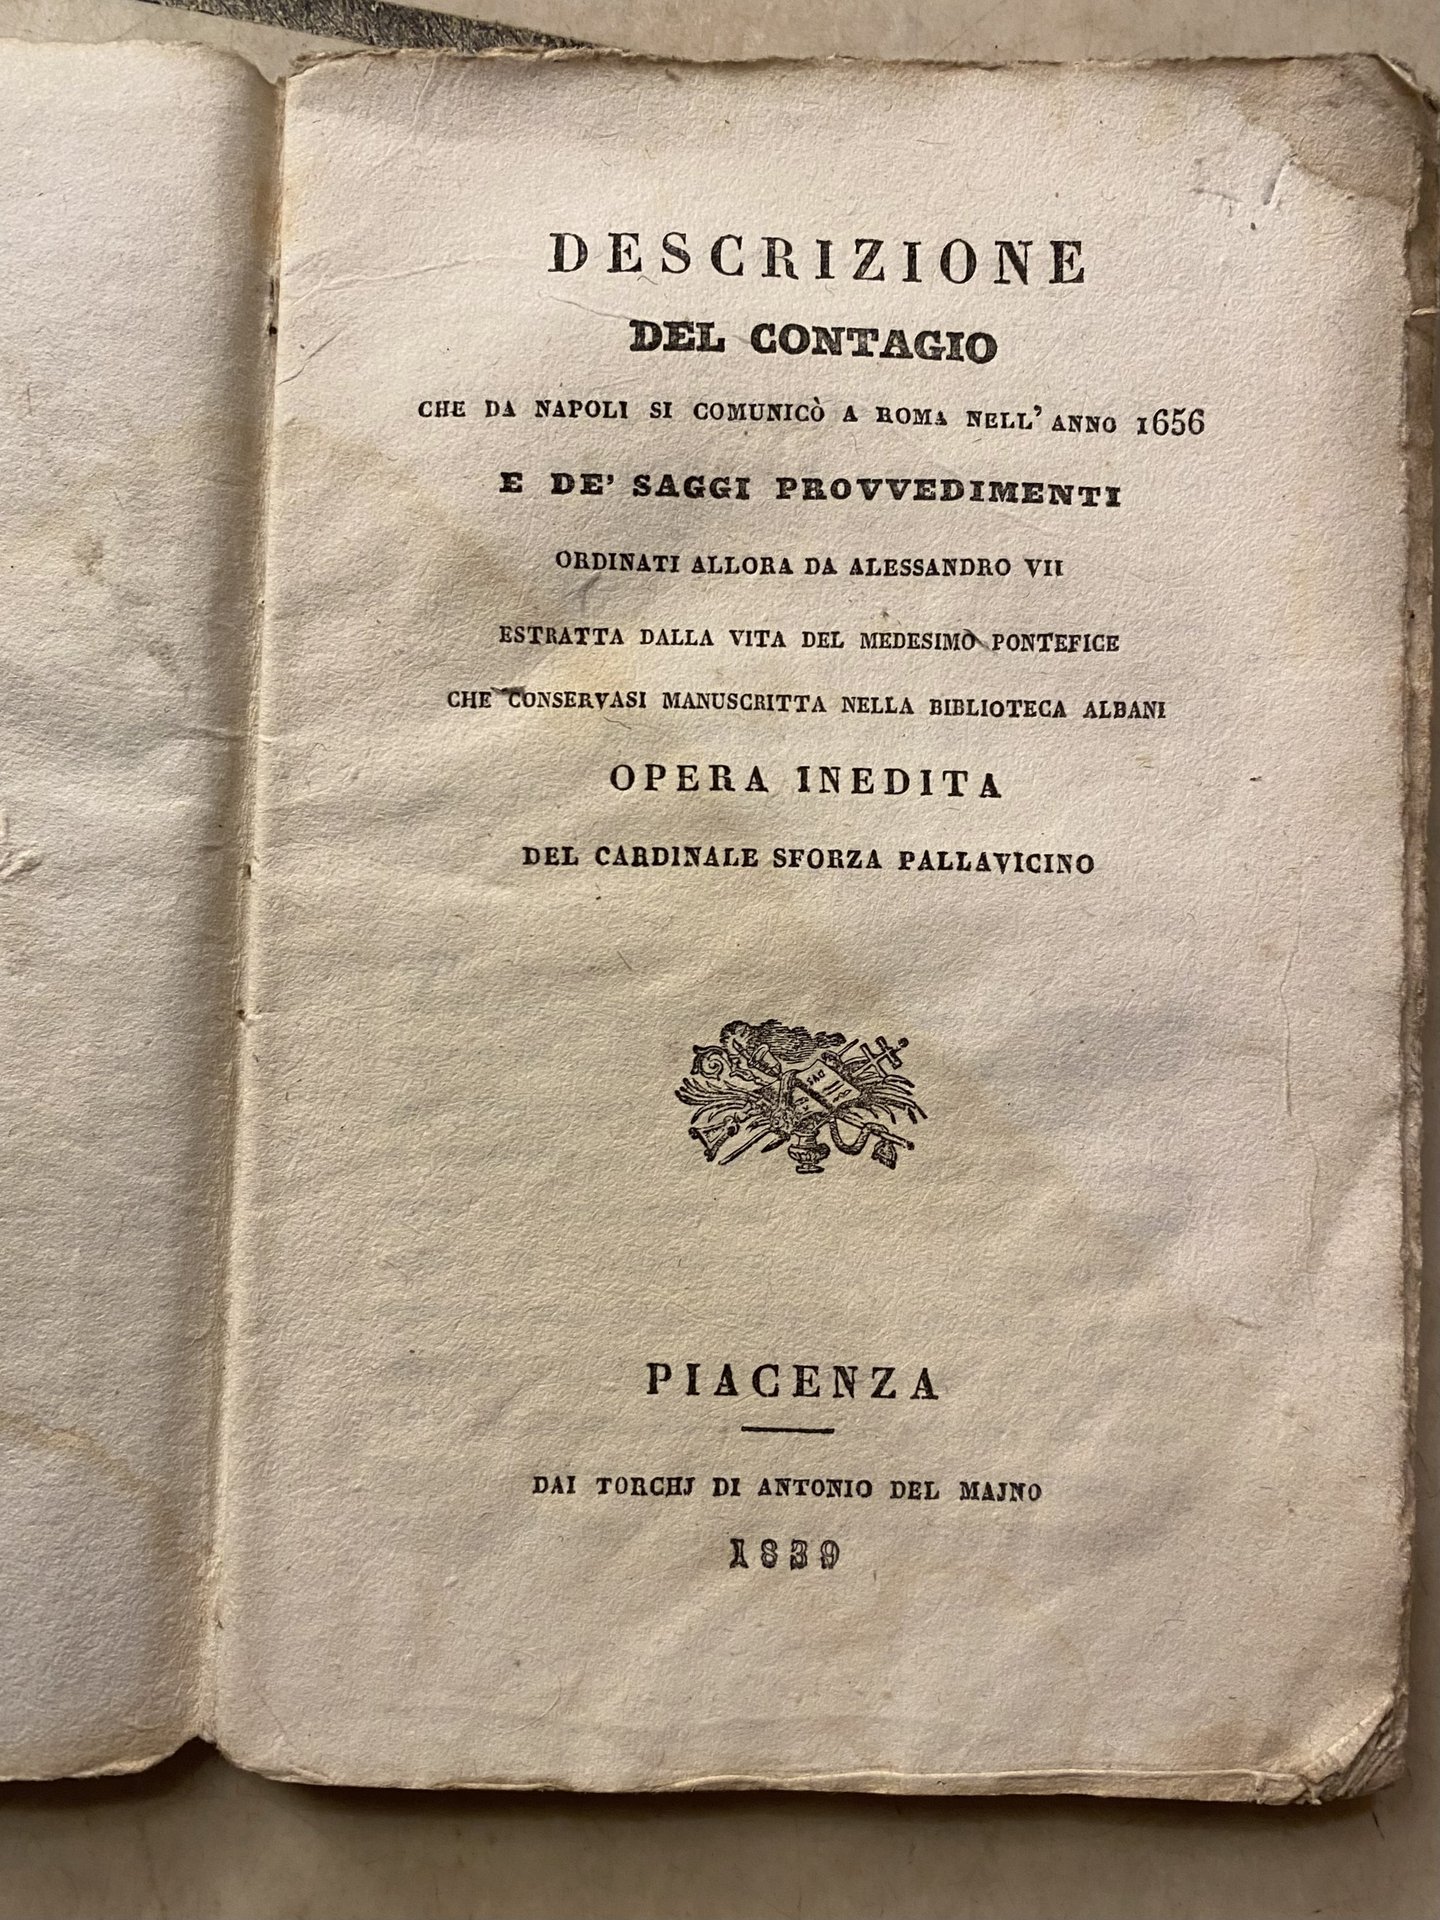 DESCRIZIONE
DEL CONTAGIO
CHE DA NAPOLI SI COMUNICÒ A ROMA NELL' ANNO 1656
E DE' SAGGI PROVVEDIMENTI
ORDINATI ALLORA DA ALESSANDRO VII
ESTRATTA DALLA VITA DEL MEDESIMO PONTEFICE
CHE CONSERVASI MANUSCRITTA NELLA BIBLIOTECA ALBANI
OPERA INEDITA
DEL CARDINALE SFORZA PALLAVICINO
PIACENZA
DAI TORCHJ DI ANTONIO DEL MAJNO
1839